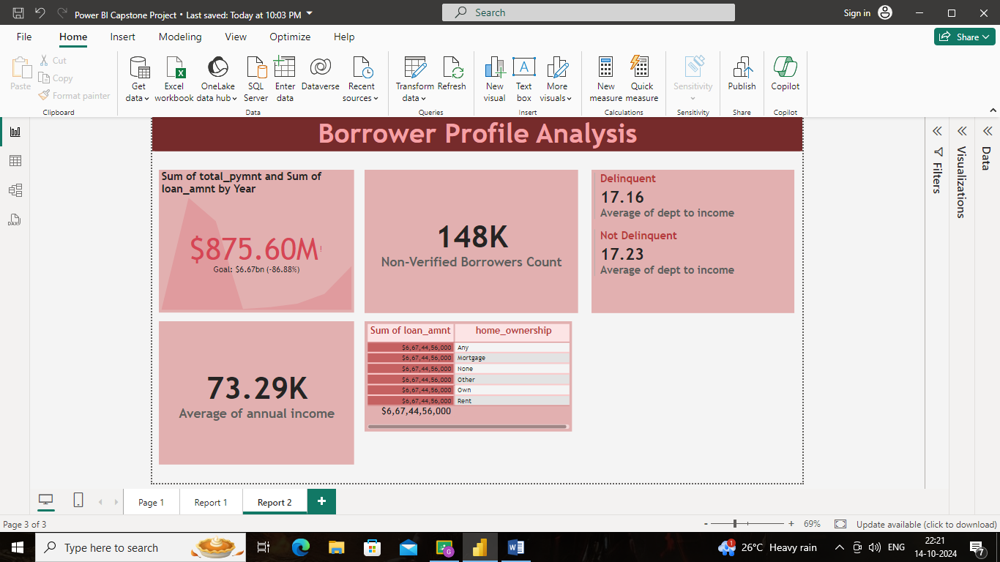 Power BI Capstone Project • Last saved: Today at 10:03 PM
Search
Sign in
File
Home
Insert
Modeling
View
Optimize
Help
Share
Paste
Cut
Copy
Format painter
Clipboard
Get data
Excel workbook
OneLake data hub
SQL Server
Enter data
Dataverse
Recent sources
Data
Transform data
Refresh
Queries
New visual
Text box
More visuals
Insert
New measure
Quick measure
Calculations
Sensitivity
Sensitivity
Publish
Share
Copilot
Copilot
Borrower Profile Analysis
Sum of total_pymnt and Sum of
loan_amnt by Year
$875.60M!
Goal: $6.67bn (-86.88%)
148K
Non-Verified Borrowers Count
Delinquent
17.16
Average of dept to income
Not Delinquent
17.23
Average of dept to income
73.29K
Average of annual income
Sum of loan_amnt home_ownership
$6,67,44,56,000 Any
$6,67,44,56,000 Mortgage
$6,67,44,56,000 None
$6,67,44,56,000 Other
$6,67,44,56,000 Own
$6,67,44,56,000 Rent
$6,67,44,56,000
Filters
Visualizations
Data
DAX
Page 1
Report 1
Report 2
+
Page 3 of 3
- + 69%
Update available (click to download)
Type here to search
1
26°C Heavy rain
ENG
22:21
14-10-2024
7